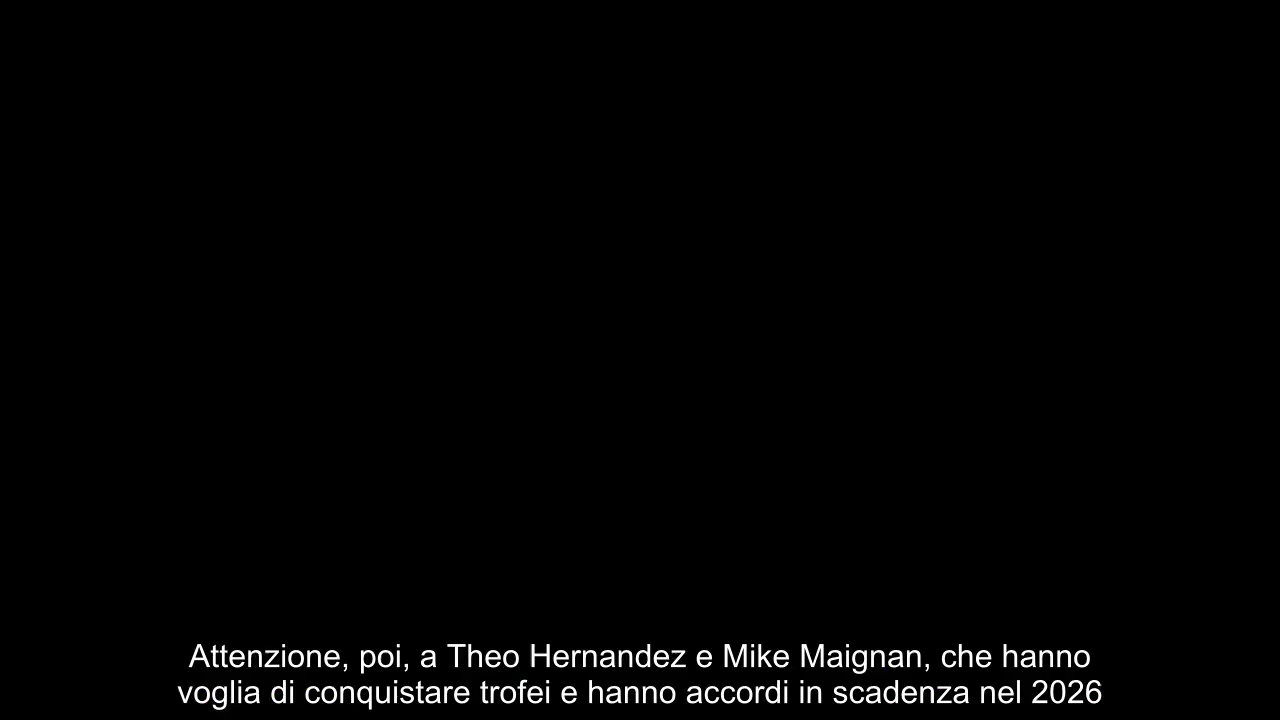 Attenzione, poi, a Theo Hernandez e Mike Maignan, che hanno
voglia di conquistare trofei e hanno accordi in scadenza nel 2026